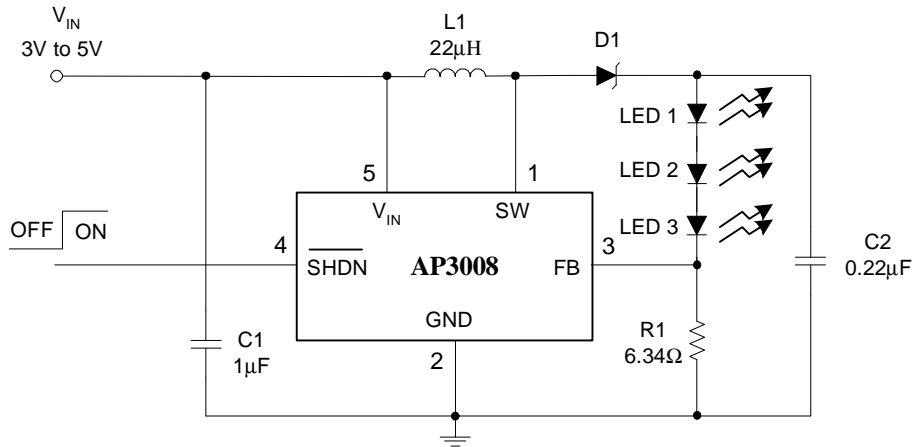 V_IN
3V to 5V
L1
22μH
D1
LED 1
LED 2
LED 3
5
1
V_IN
SW
OFF
ON
4
SHDN
AP3008
FB
3
C2
0.22μF
GND
2
C1
1μF
R1
6.34Ω